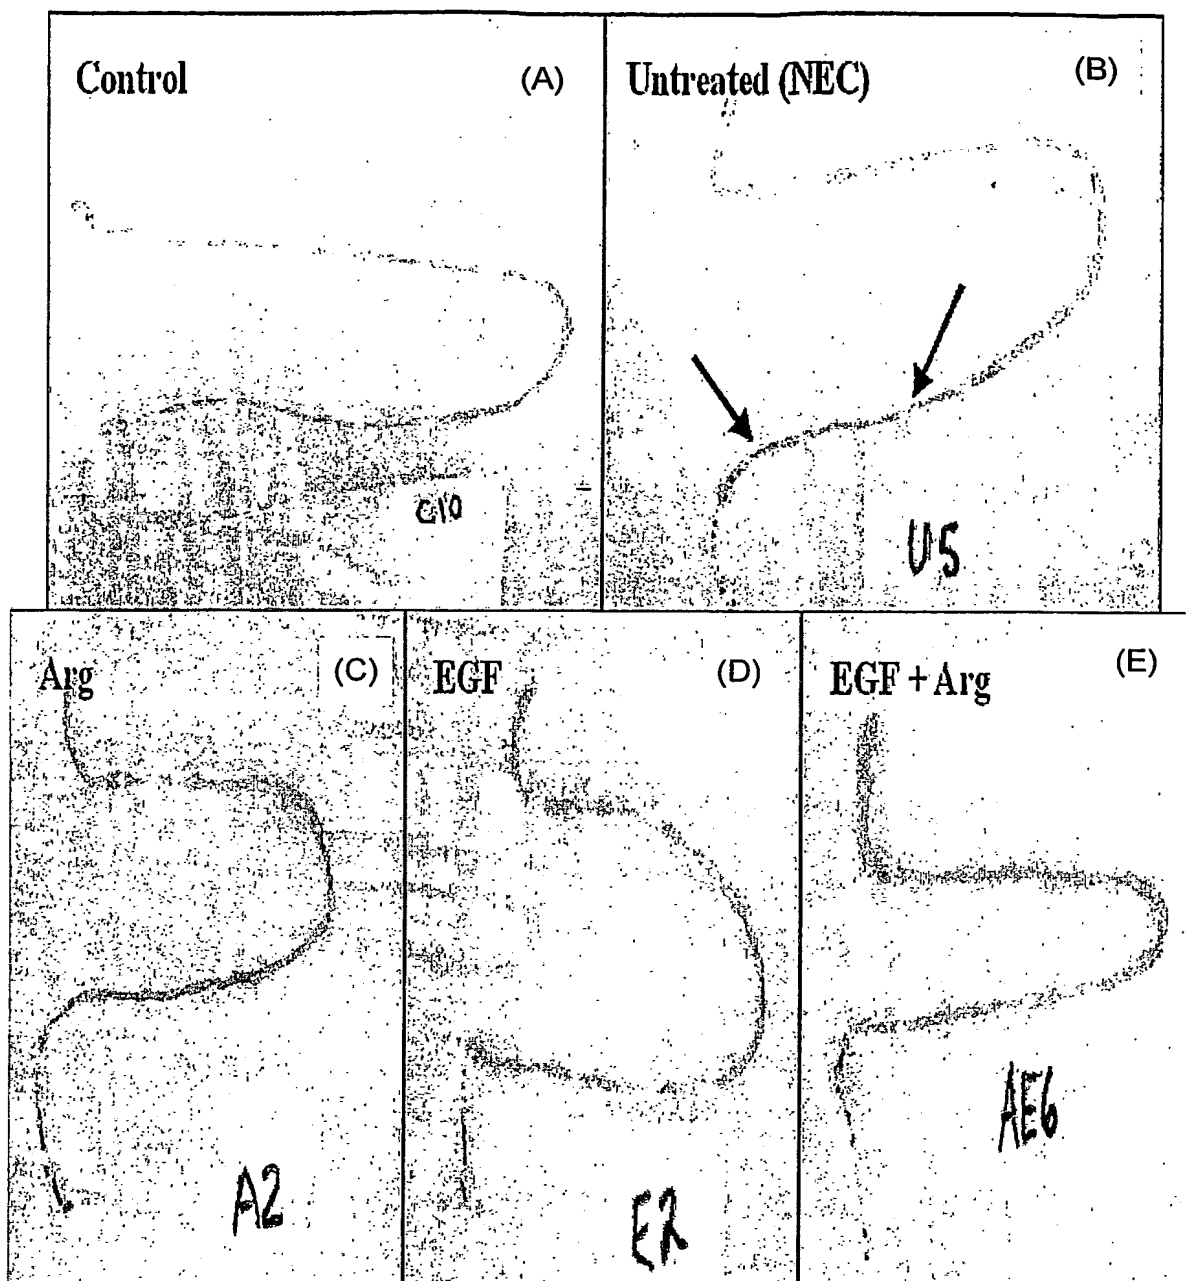 Control (A)
Untreated (NEC) (B)
C10
U5
Arg (C)
EGF (D)
EGF + Arg (E)
A2
E2
AE6